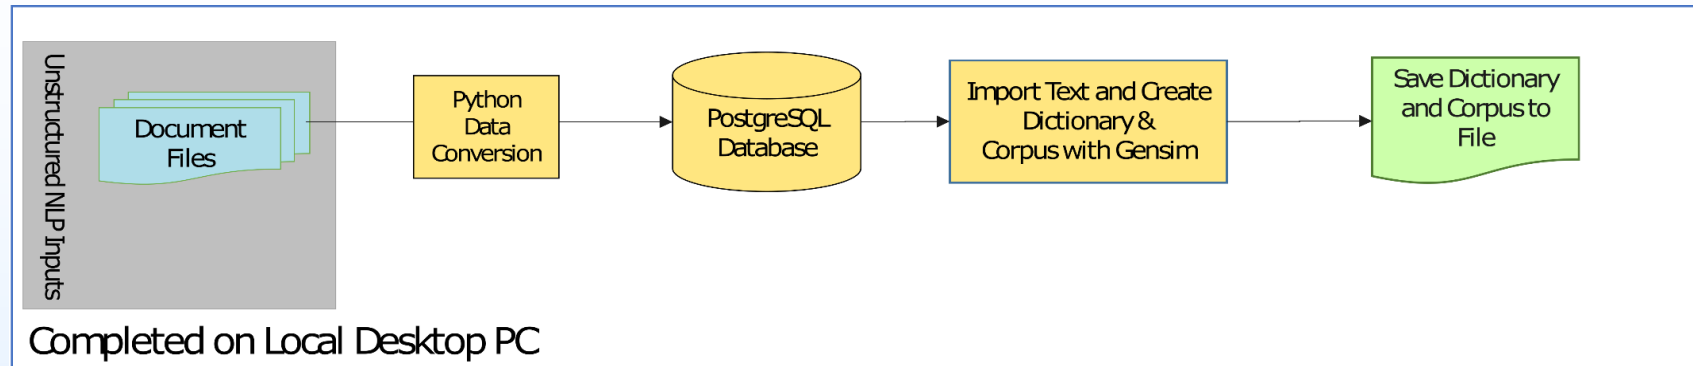 Unstructured NLP Inputs
Document
Files
Python
Data
Conversion
PostgreSQL
Database
Import Text and Create
Dictionary &
Corpus with Gensim
Save Dictionary
and Corpus to
File
Completed on Local Desktop PC